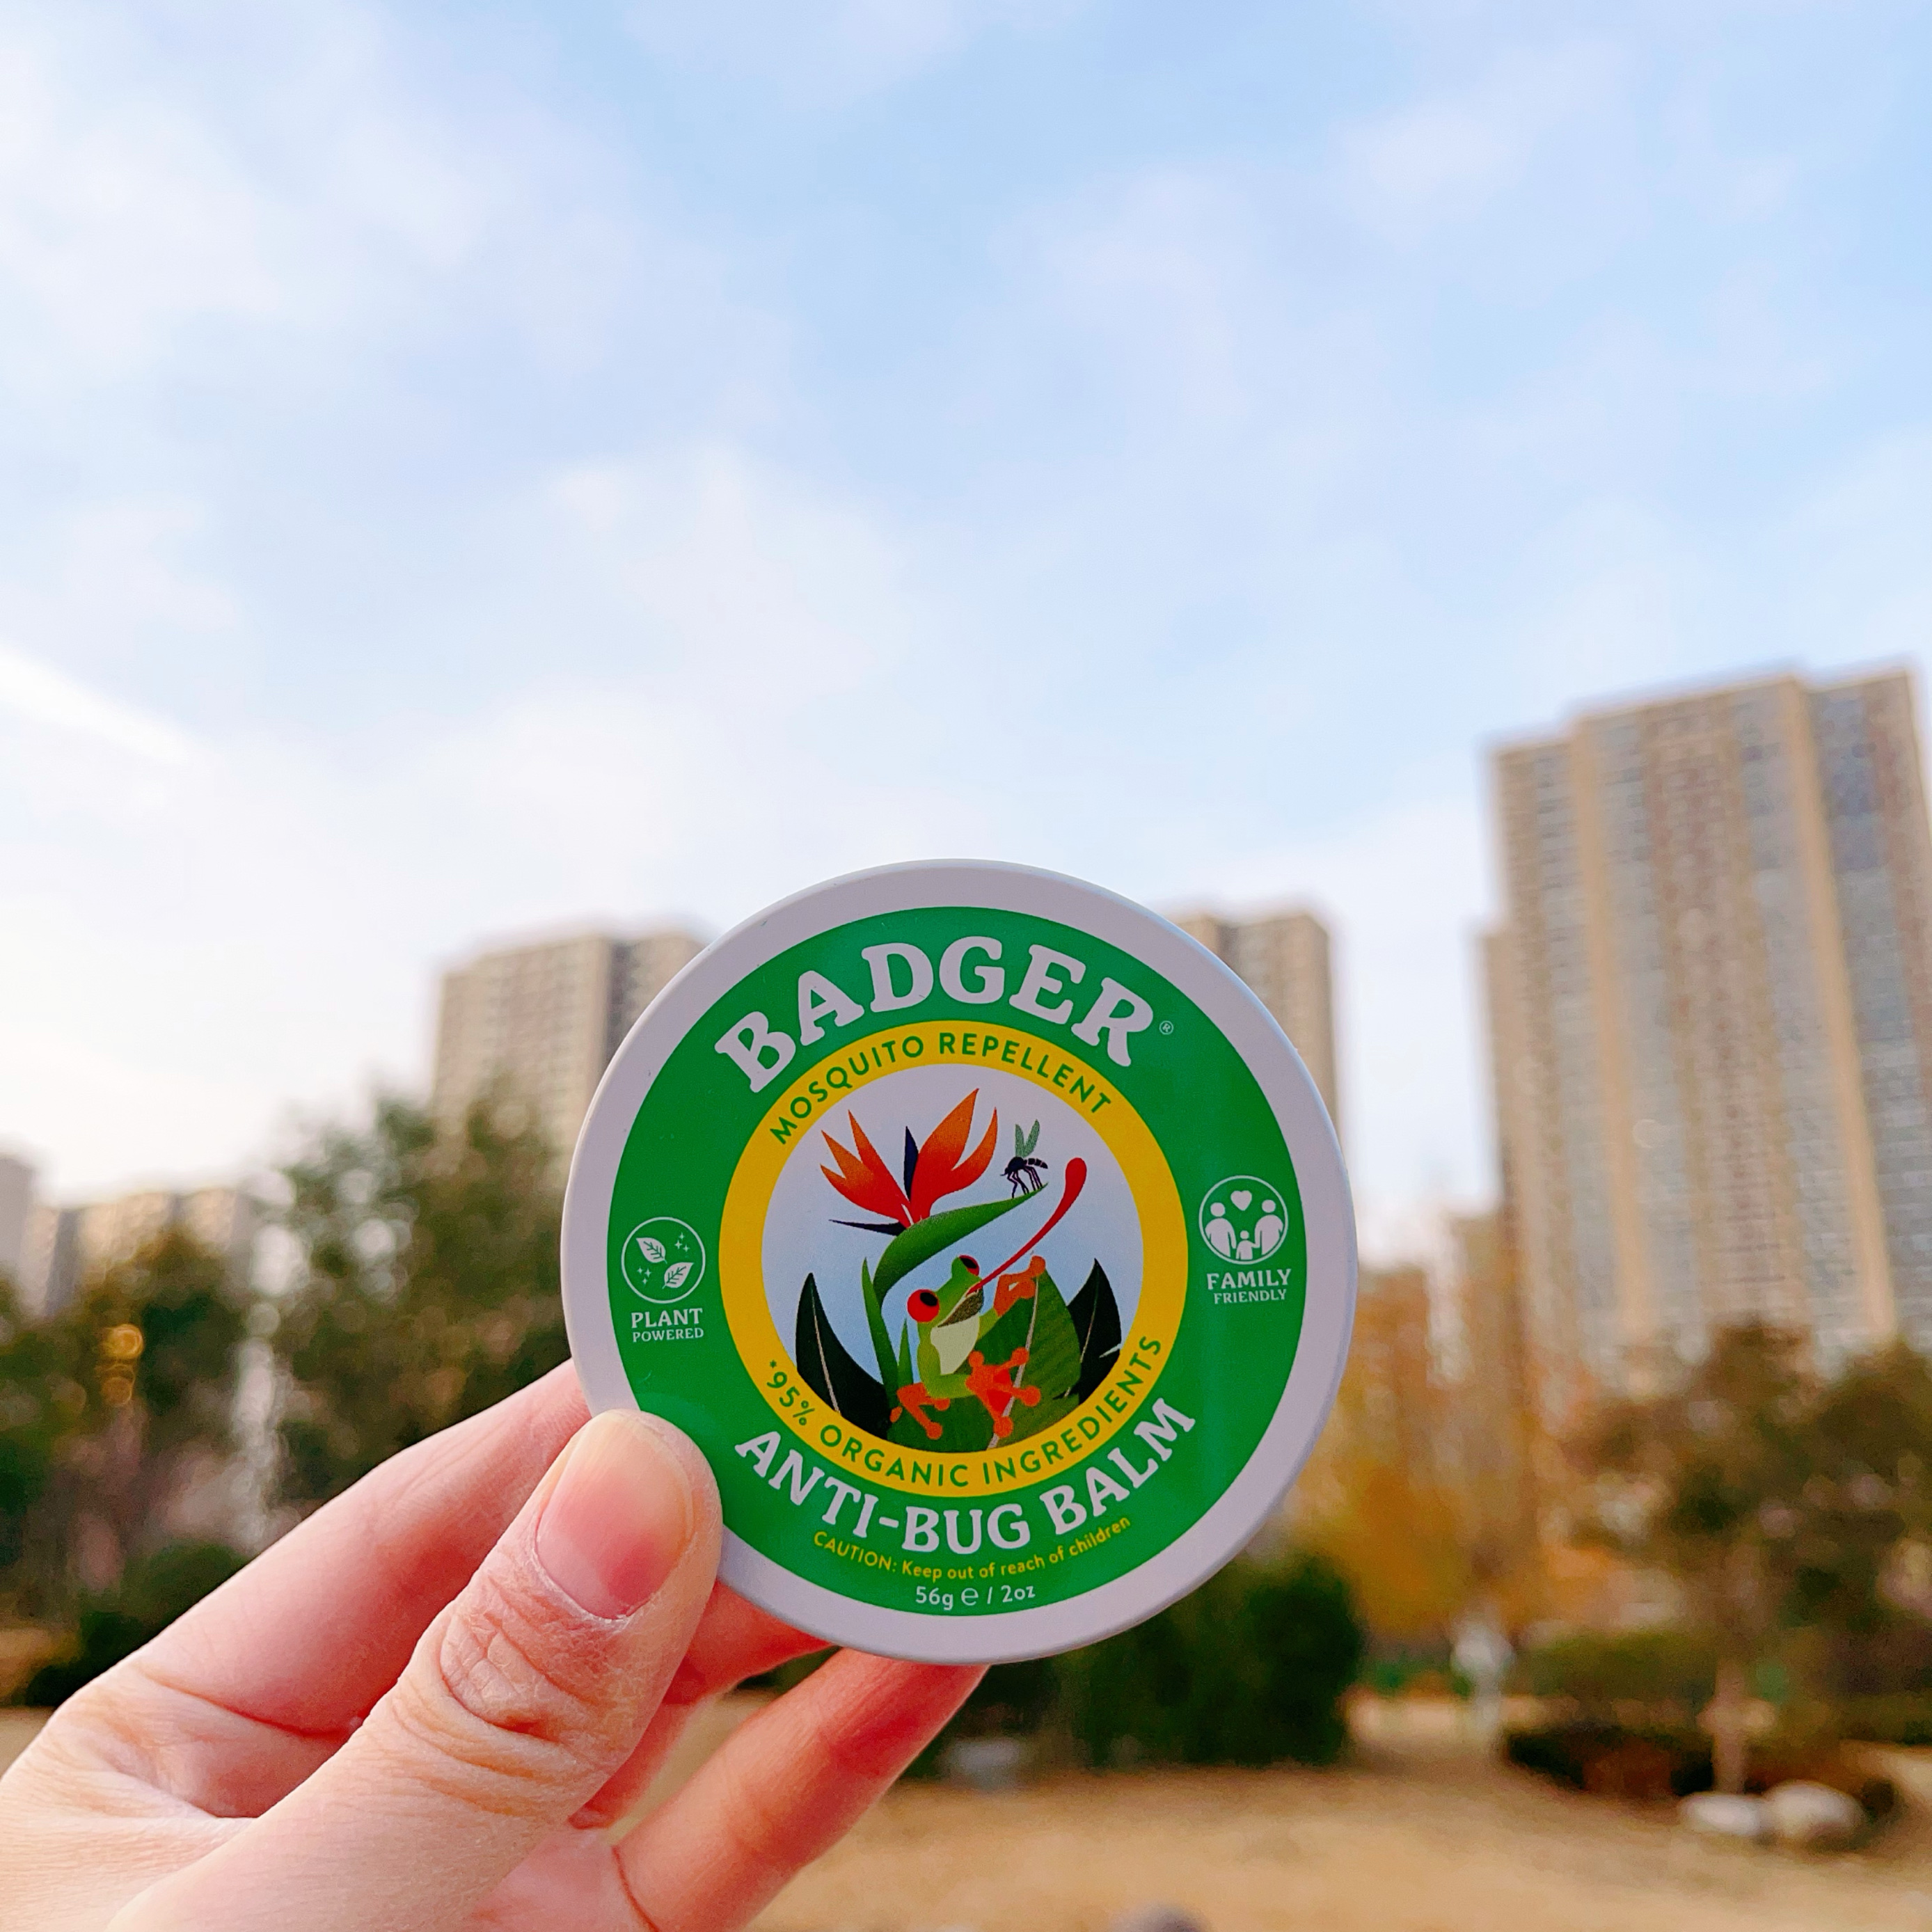 BADGER®
MOSQUITO REPELLENT
PLANT
POWERED
FAMILY
FRIENDLY
*95% ORGANIC INGREDIENTS
ANTI-BUG BALM
CAUTION: Keep out of reach of children
56g ℮ / 2oz